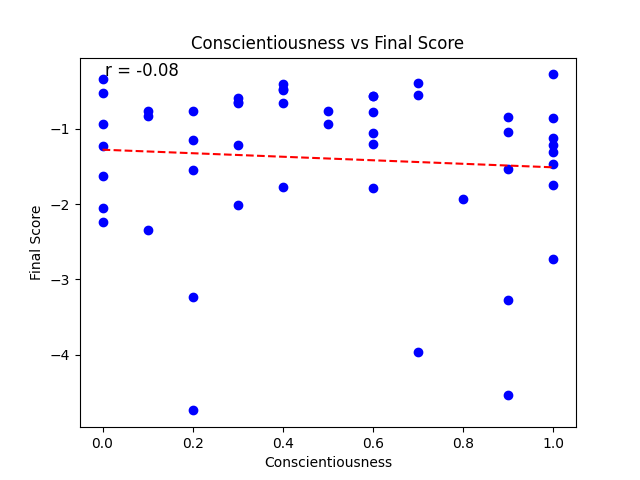 Conscientiousness vs Final Score
r = -0.08
Final Score
−1
−2
−3
−4
0.0 0.2 0.4 0.6 0.8 1.0
Conscientiousness